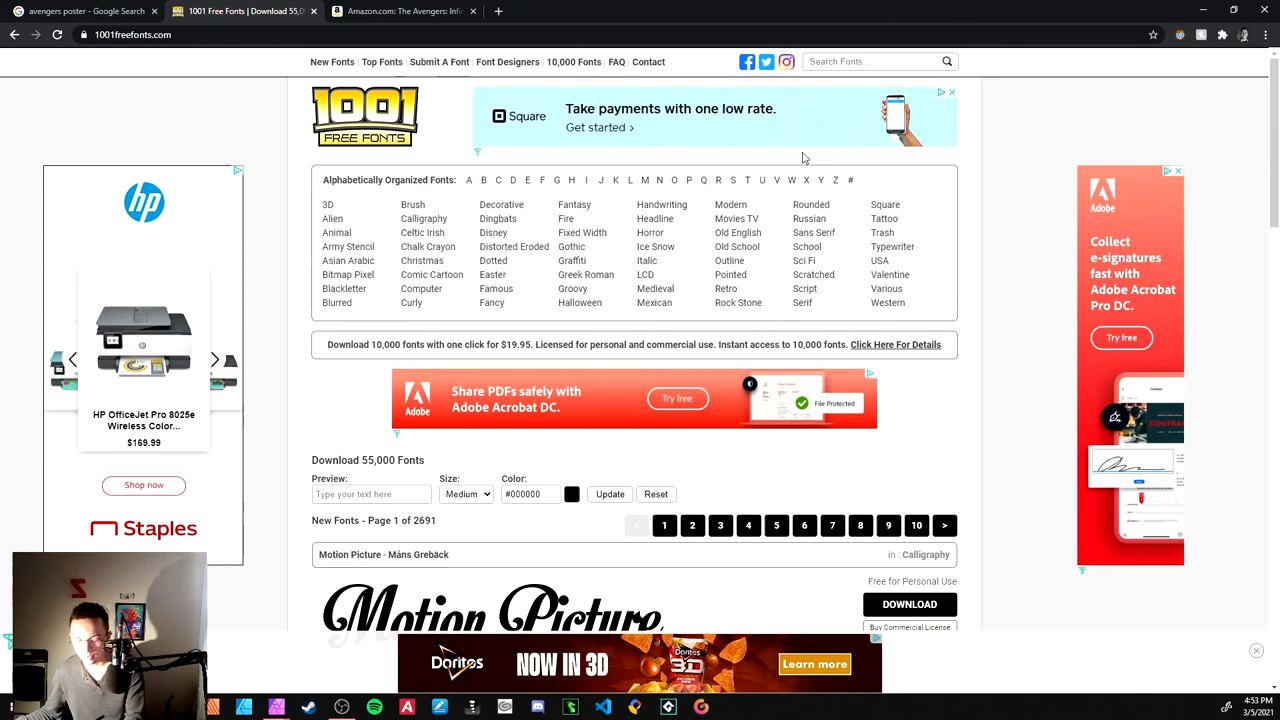 avengers poster - Google Search
1001 Free Fonts | Download 55,0
Amazon.com: The Avengers: Infi
1001freefonts.com
New Fonts | Top Fonts | Submit A Font | Font Designers | 10,000 Fonts | FAQ | Contact
Search Fonts...
1001
FREE FONTS
Square
Take payments with one low rate.
Get started >
Alphabetically Organized Fonts: A B C D E F G H I J K L M N O P Q R S T U V W X Y Z #
3D Brush Decorative Fantasy Handwriting Modern Rounded Square
Alien Calligraphy Dingbats Fire Headline Movies TV Russian Tattoo
Animal Celtic Irish Disney Fixed Width Horror Old English Sans Serif Trash
Army Stencil Chalk Crayon Distorted Eroded Gothic Ice Snow Old School School Typewriter
Asian Arabic Christmas Dotted Graffiti Italic Outline Sci Fi USA
Bitmap Pixel Comic Cartoon Easter Greek Roman LCD Pointed Scratched Valentine
Blackletter Computer Famous Groovy Medieval Retro Script Various
Blurred Curly Fancy Halloween Mexican Rock Stone Serif Western
Download 10,000 fonts with one click for $19.95. Licensed for personal and commercial use. Instant access to 10,000 fonts. Click Here For Details
hp
HP OfficeJet Pro 8025e
Wireless Color...
$169.99
Shop now
Staples
Adobe
Share PDFs safely with
Adobe Acrobat DC.
Try free
File Protected
Adobe
Collect
e-signatures
fast with
Adobe Acrobat
Pro DC.
Try free
CONTRA
Download 55,000 Fonts
Preview: Size: Color:
Type your text here Medium #000000 Update Reset
New Fonts - Page 1 of 2691
< 1 2 3 4 5 6 7 8 9 10 >
Motion Picture - Måns Grebäck
in : Calligraphy
Free for Personal Use
Motion Picture
DOWNLOAD
Buy Commercial License
Doritos
NOW IN 3D
Doritos
3D
Learn more
4:53 PM
3/5/2021